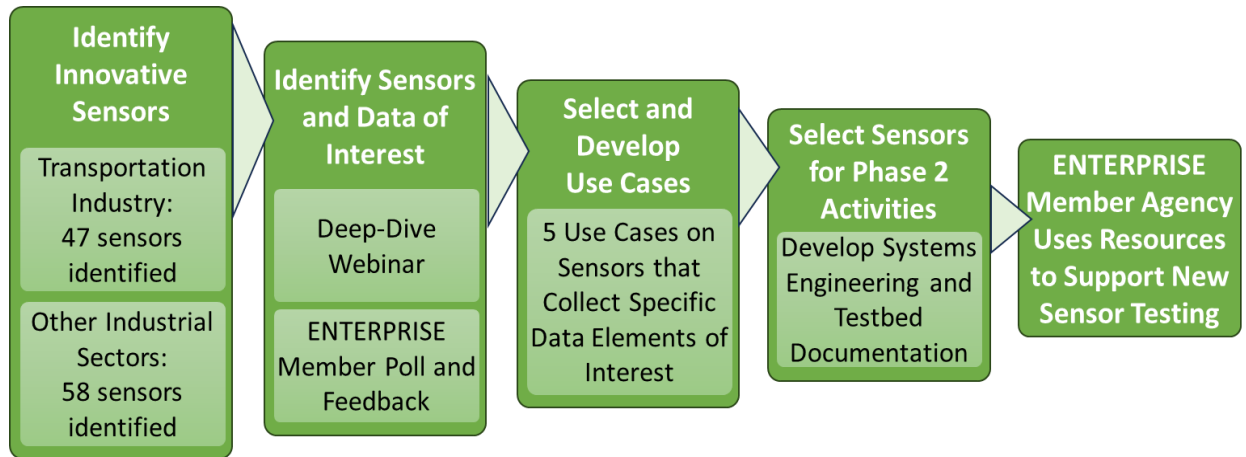 Identify
Innovative
Sensors
Transportation
Industry:
47 sensors
identified
Other Industrial
Sectors:
58 sensors
identified
Identify Sensors
and Data of
Interest
Deep-Dive
Webinar
ENTERPRISE
Member Poll and
Feedback
Select and
Develop
Use Cases
5 Use Cases on
Sensors that
Collect Specific
Data Elements of
Interest
Select Sensors
for Phase 2
Activities
Develop Systems
Engineering and
Testbed
Documentation
ENTERPRISE
Member Agency
Uses Resources
to Support New
Sensor Testing